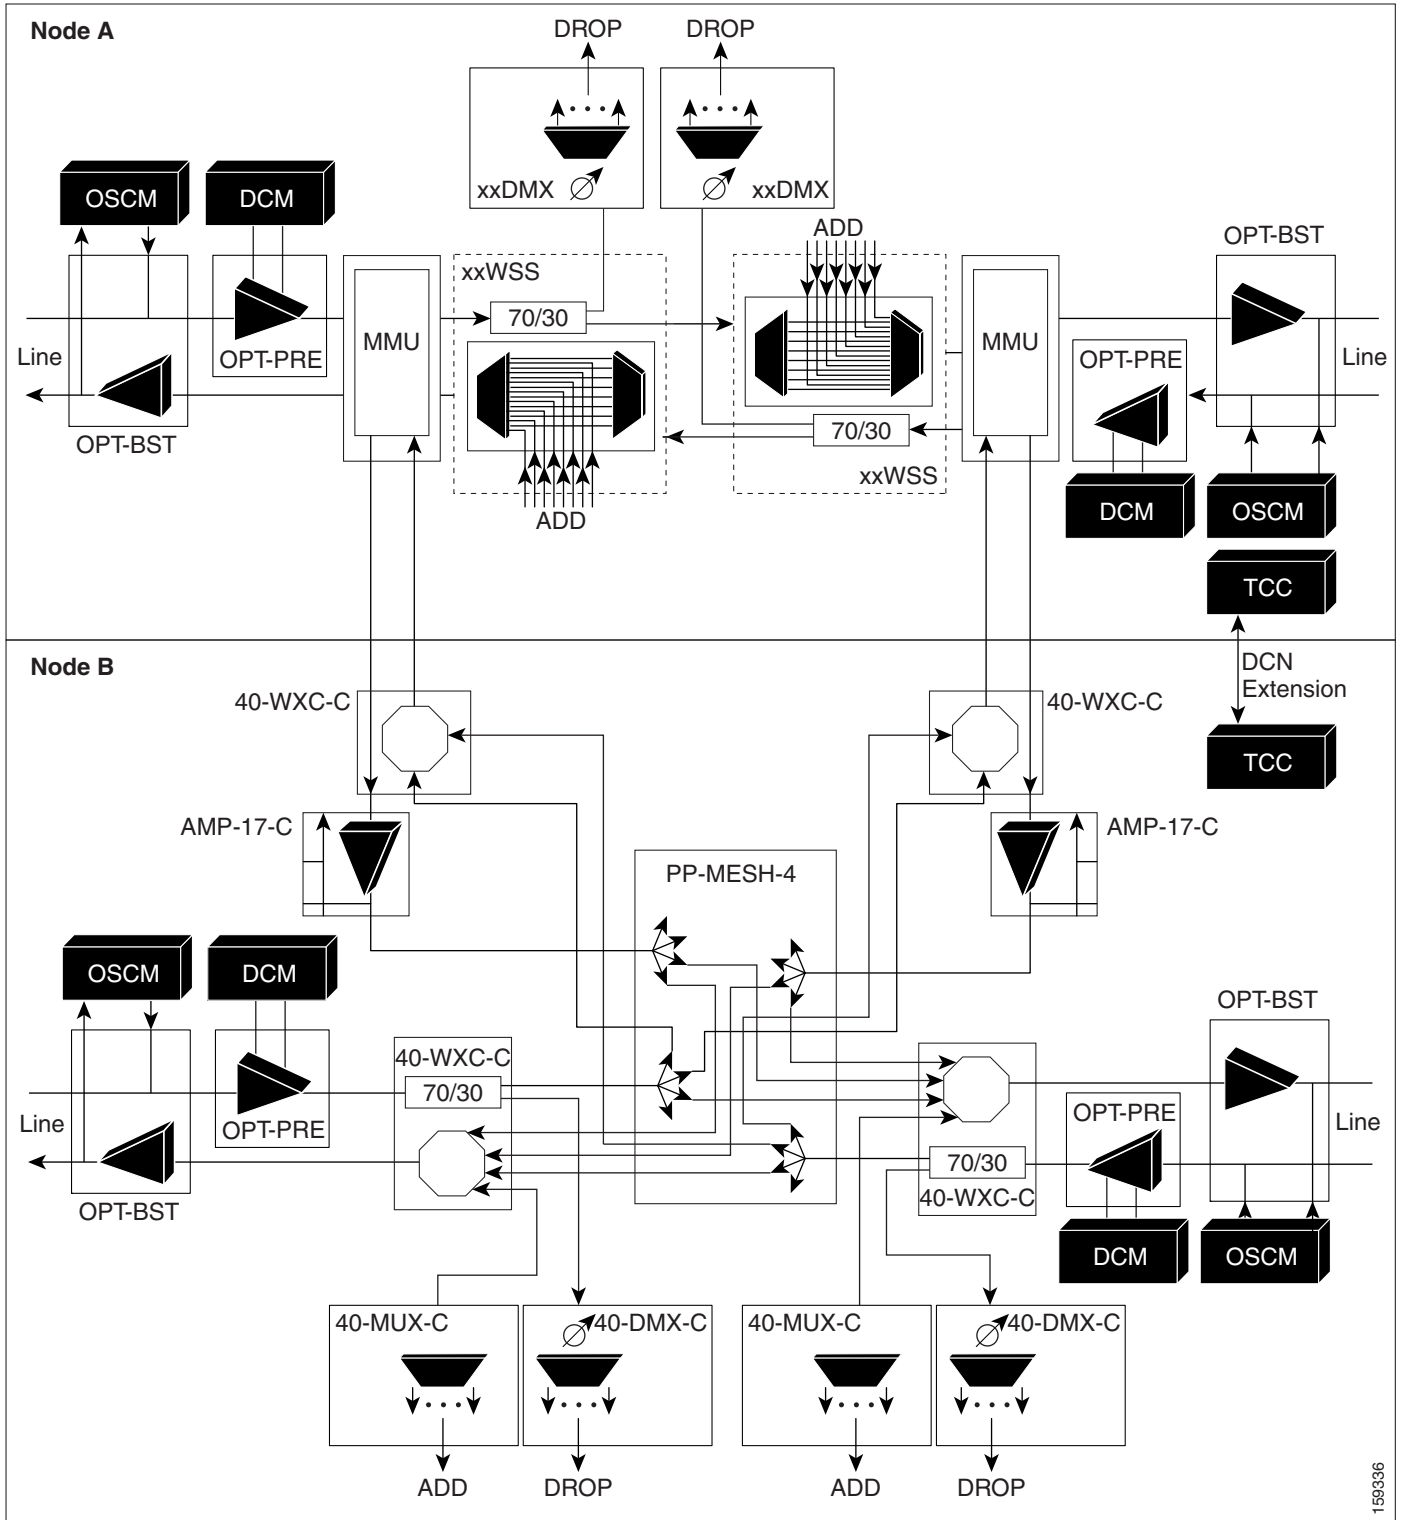 Node A
DROP
DROP
xxDMX
xxDMX
OSCM
DCM
ADD
OPT-BST
xxWSS
70/30
MMU
MMU
Line
OPT-PRE
OPT-PRE
Line
OPT-BST
70/30
xxWSS
ADD
DCM
OSCM
TCC
Node B
DCN
Extension
40-WXC-C
40-WXC-C
TCC
AMP-17-C
AMP-17-C
PP-MESH-4
OSCM
DCM
OPT-BST
40-WXC-C
70/30
OPT-PRE
Line
OPT-PRE
Line
70/30
40-WXC-C
OPT-BST
DCM
OSCM
40-MUX-C
40-DMX-C
40-MUX-C
40-DMX-C
ADD
DROP
ADD
DROP
159336